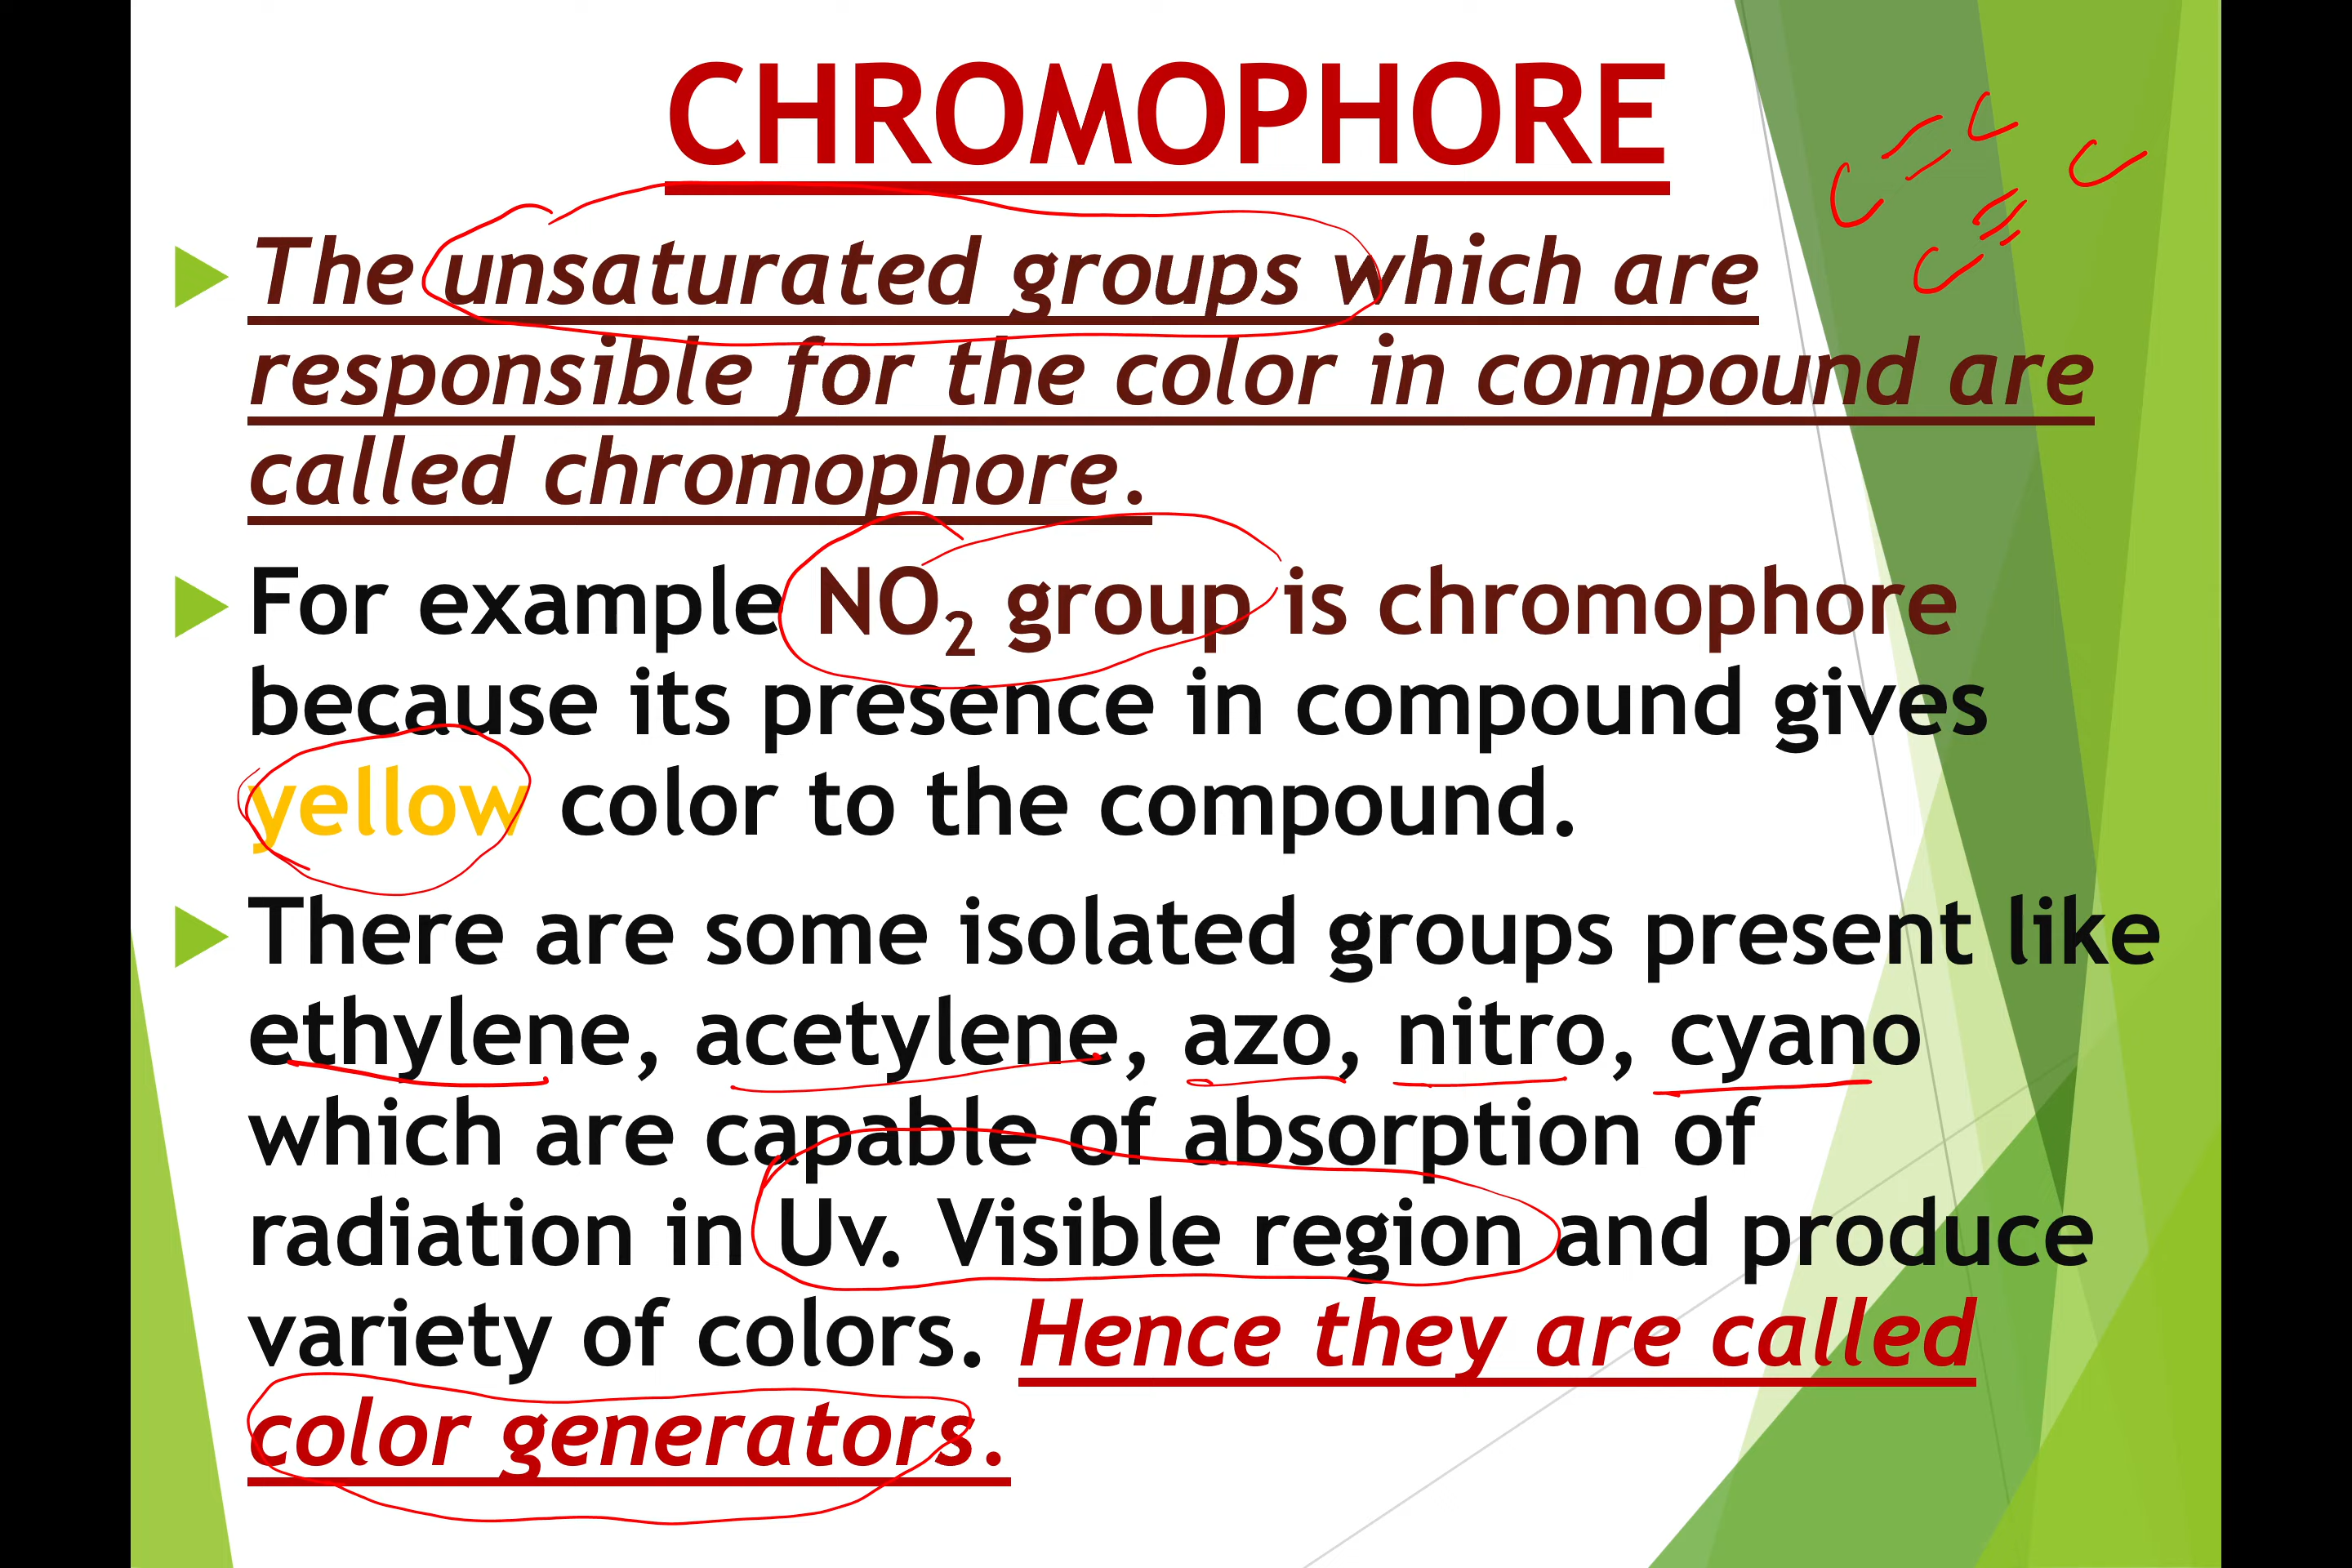 CHROMOPHORE
C=C
C≡C
The unsaturated groups which are
responsible for the color in compound are
called chromophore.
For example NO₂ group is chromophore
because its presence in compound gives
yellow color to the compound.
There are some isolated groups present like
ethylene, acetylene, azo, nitro, cyano
which are capable of absorption of
radiation in Uv. Visible region and produce
variety of colors. Hence they are called
color generators.